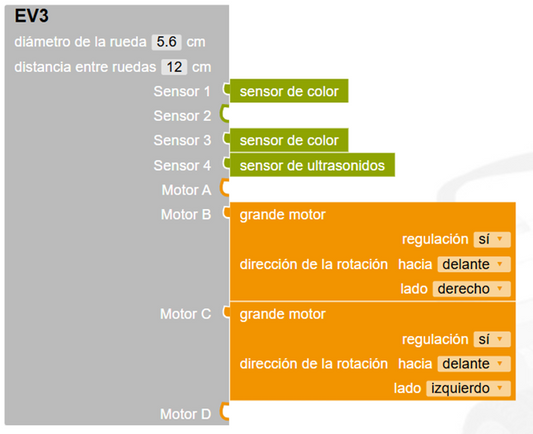 EV3
diámetro de la rueda 5.6 cm
distancia entre ruedas 12 cm
Sensor 1 sensor de color
Sensor 2
Sensor 3 sensor de color
Sensor 4 sensor de ultrasonidos
Motor A
Motor B grande motor
regulación sí
dirección de la rotación hacia delante
lado derecho
Motor C grande motor
regulación sí
dirección de la rotación hacia delante
lado izquierdo
Motor D